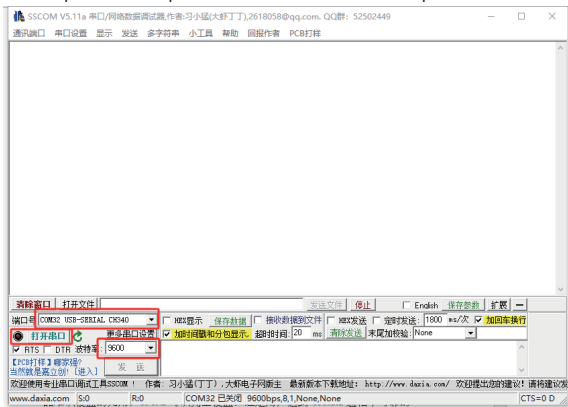 SSCOM V5.11a 串口/网络数据调试器,作者:习小猛(大虾丁丁),2618058@qq.com. QQ群: 52502449
通讯端口 串口设置 显示 发送 多字符串 小工具 帮助 回报作者 PCB打样
清除窗口 打开文件 发送文件 停止 English 保存参数 扩展
端口号 COM32 USB-SERIAL CH340 HEX显示 保存数据 接收数据到文件 HEX发送 定时发送: 1800 ms/次 加回车换行
打开串口 更多串口设置 加时间戳和分包显示. 超时时间: 20 ms 清除发送 末尾加校验: None
RTS DTR 波特率: 9600
【PCB打样】哪家强?
当然就是嘉立创! [进入] 发 送
欢迎使用专业串口调试工具SSCOM ! 作者: 习小猛(丁丁),大虾电子网版主 最新版本下载地址: http://www.daxia.com/ 欢迎提出您的建议! 请将建议发
www.daxia.com S:0 R:0 COM32 已关闭 9600bps,8,1,None,None CTS=0 D